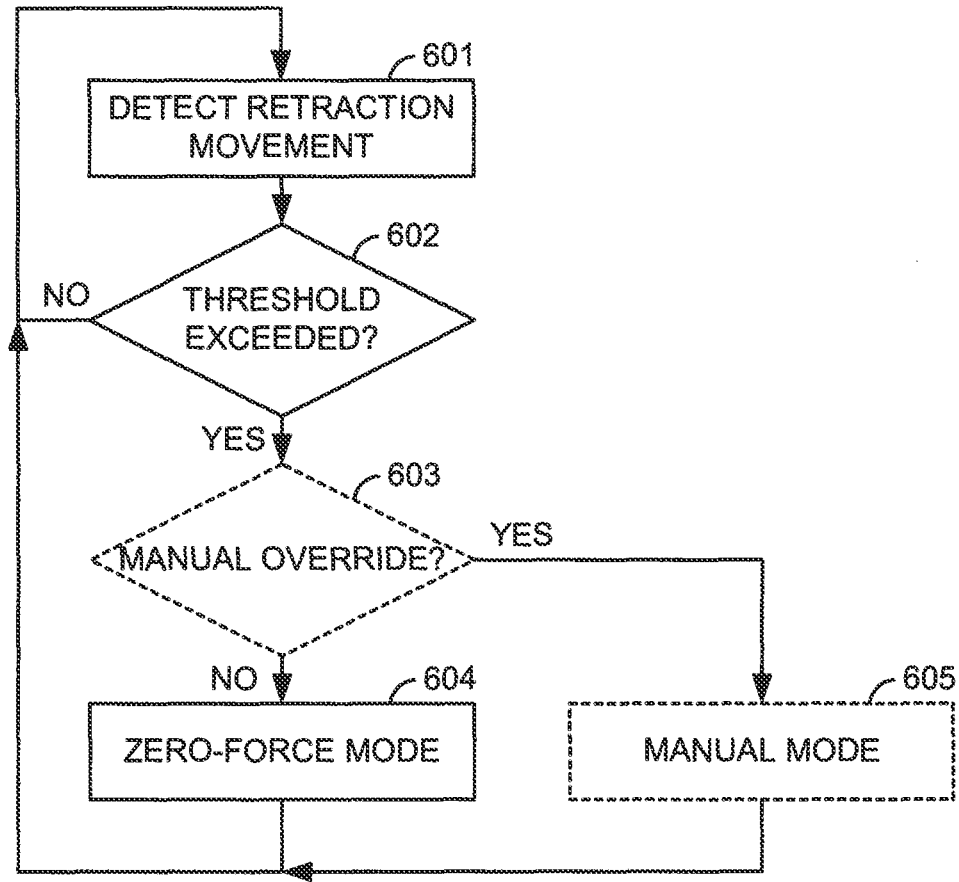 601
DETECT RETRACTION
MOVEMENT
602
NO
THRESHOLD
EXCEEDED?
YES
603
MANUAL OVERRIDE?
YES
NO
604
605
ZERO-FORCE MODE
MANUAL MODE